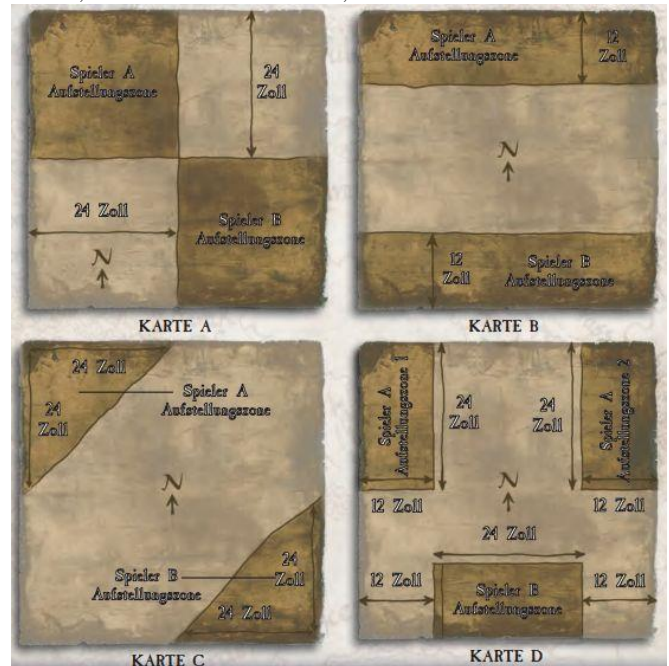 Spieler A
Aufstellungszone
24
Zoll
24 Zoll
N
Spieler B
Aufstellungszone
KARTE A
Spieler A
Aufstellungszone
12
Zoll
N
12
Zoll
Spieler B
Aufstellungszone
KARTE B
24 Zoll
24
Zoll
Spieler A
Aufstellungszone
N
Spieler B
Aufstellungszone
24
Zoll
24 Zoll
KARTE C
Spieler A
Aufstellungszone 1
24
Zoll
24
Zoll
Spieler A
Aufstellungszone 2
12 Zoll
N
12 Zoll
24 Zoll
12 Zoll
12 Zoll
Spieler B
Aufstellungszone
KARTE D